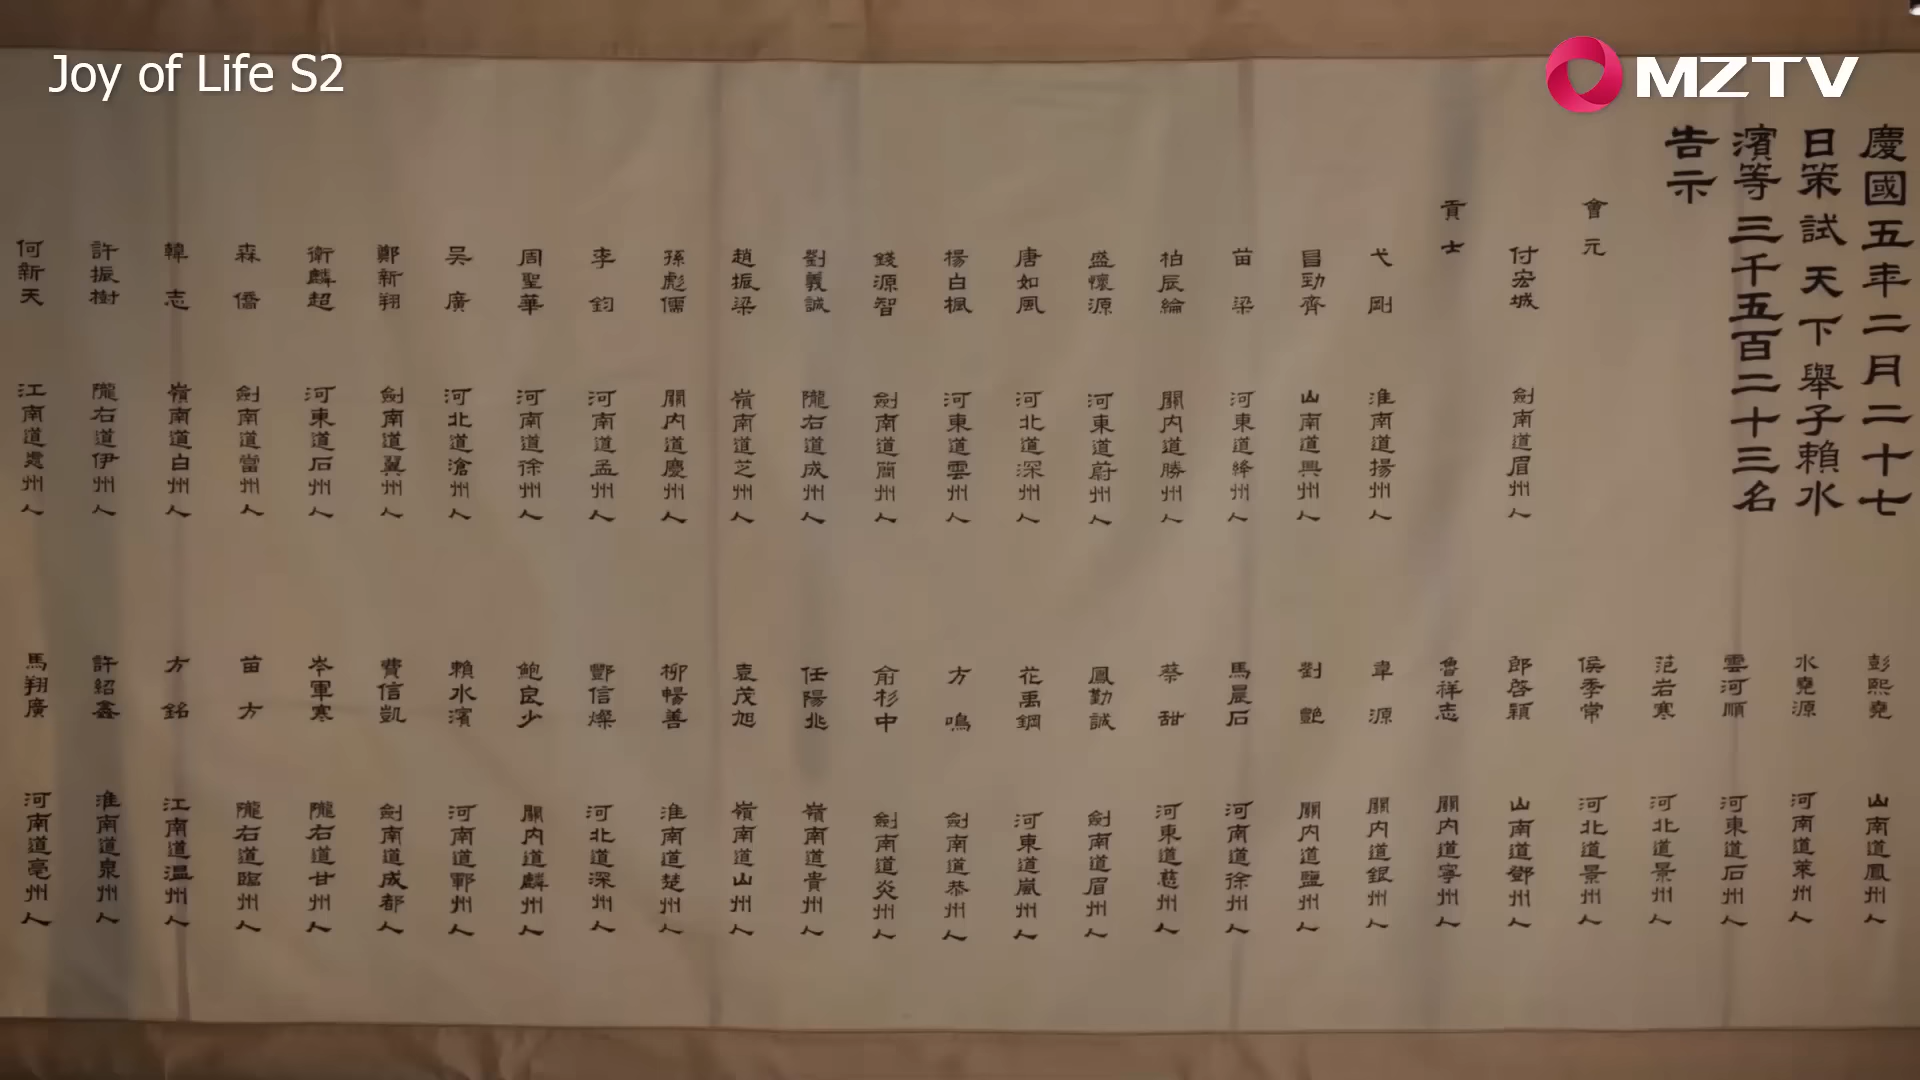 Joy of Life S2
MZTV
慶國五年二月二十七
日策試天下舉子賴水
濱等三千五百二十三名
告示
會元
付宏城 劍南道眉州人
貢士
弋剛 淮南道揚州人
昌勁齊 山南道興州人
苗梁 河東道絳州人
柏辰綸 關内道勝州人
盛懷源 河東道蔚州人
唐如風 河北道深州人
楊白楓 河東道雲州人
錢源智 劍南道簡州人
劉義誠 隴右道成州人
趙振梁 嶺南道芝州人
孫彪儒 關内道慶州人
李鈞 河南道孟州人
周聖華 河南道徐州人
吴廣 河北道滄州人
鄭新翔 劍南道翼州人
衛麟超 河東道石州人
森僑 劍南道當州人
韓志 嶺南道白州人
許振樹 隴右道伊州人
何新天 江南道處州人
彭熙堯 山南道鳳州人
水堯源 河南道萊州人
雲河順 河東道石州人
范岩寒 河北道景州人
侯季常 河北道景州人
郎啓穎 山南道鄧州人
魯祥志 關内道寧州人
韋源 關内道銀州人
劉艷 關内道鹽州人
馬晨石 河南道徐州人
蔡甜 河東道慈州人
鳳勤誠 劍南道眉州人
花禹鋼 河東道嵐州人
方鳴 劍南道恭州人
俞杉中 劍南道炎州人
任陽兆 嶺南道貴州人
袁茂旭 嶺南道山州人
柳暢善 淮南道楚州人
酆信燦 河北道深州人
鮑良少 關内道麟州人
賴水濱 河南道鄆州人
費信凱 劍南道成都人
岑軍寒 隴右道甘州人
苗方 隴右道臨州人
方銘 江南道温州人
許紹鑫 淮南道泉州人
馬翔廣 河南道亳州人